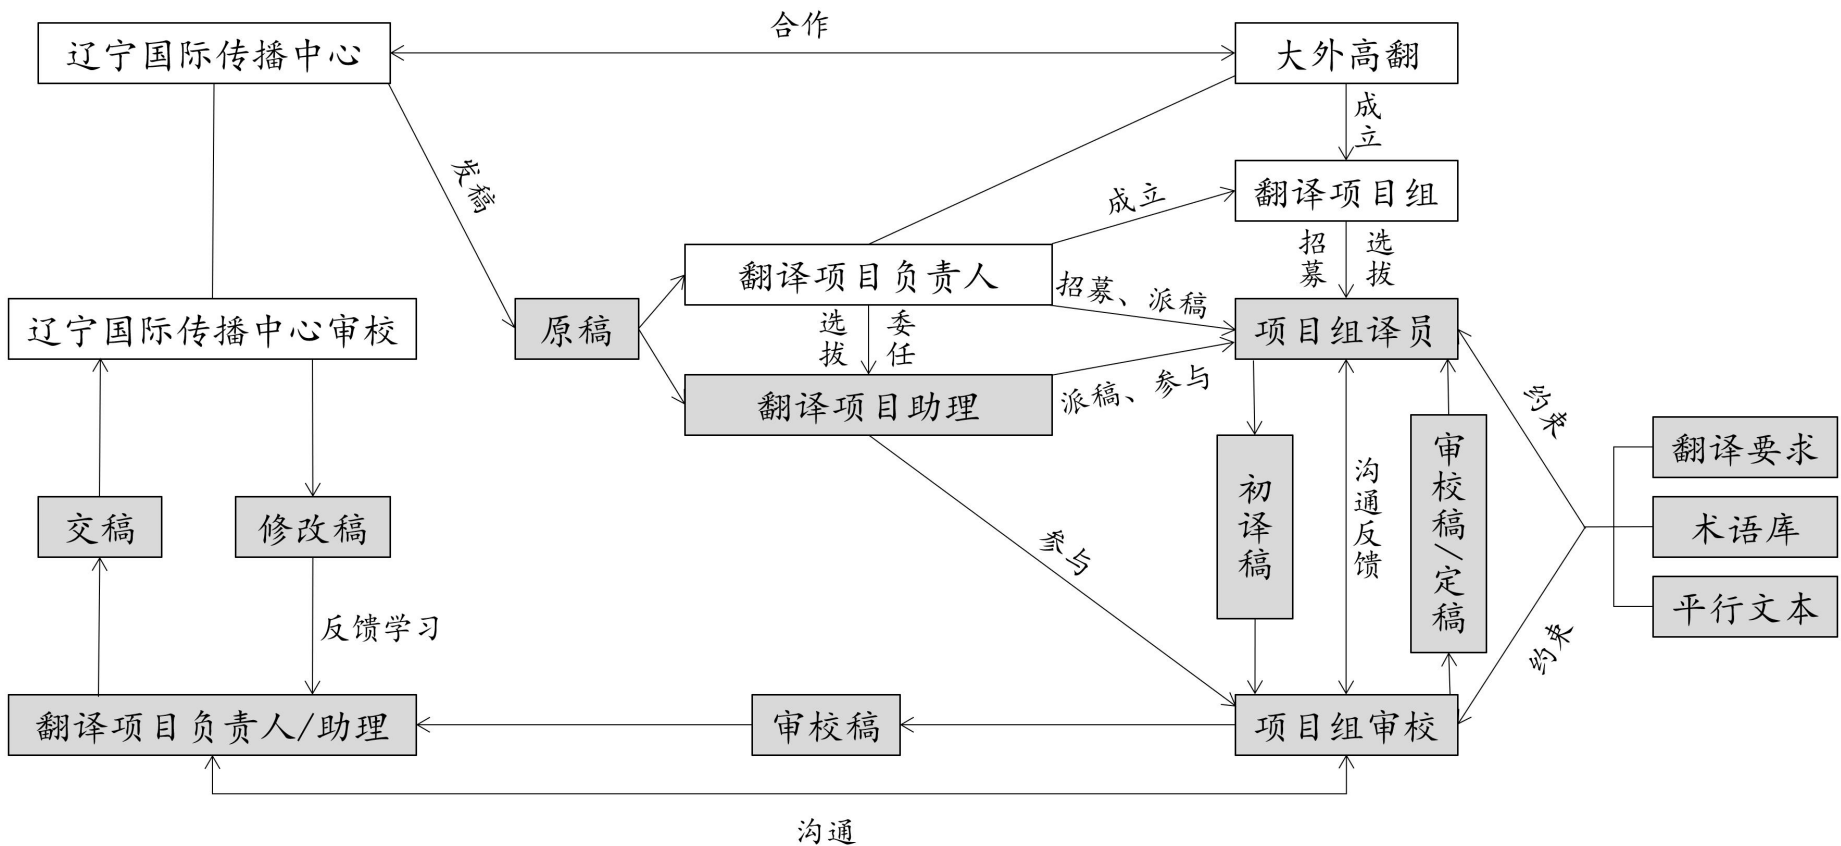 合作
辽宁国际传播中心
大外高翻
成立
发稿
翻译项目组
成立
招募
选拔
翻译项目负责人
招募、派稿
辽宁国际传播中心审校
原稿
选拔
委任
项目组译员
翻译项目助理
派稿、参与
约束
翻译要求
初译稿
沟通反馈
审校稿/定稿
交稿
修改稿
参与
术语库
平行文本
反馈学习
约束
翻译项目负责人/助理
审校稿
项目组审校
沟通